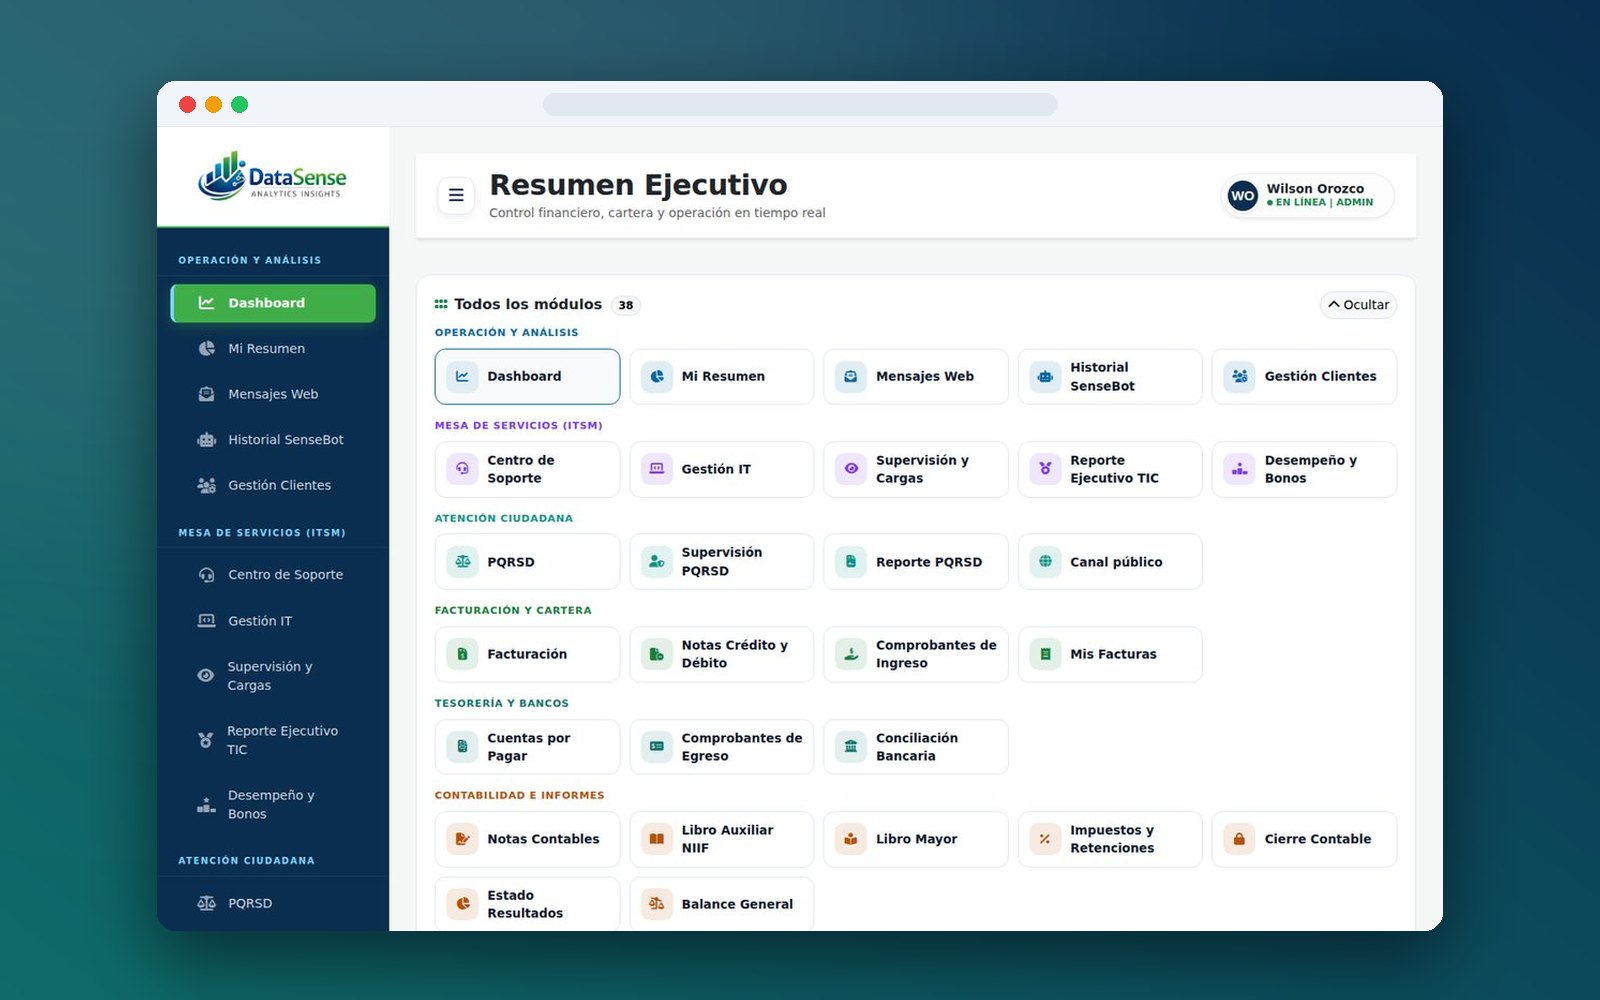 DataSense
ANALYTICS INSIGHTS
OPERACIÓN Y ANÁLISIS
Dashboard
Mi Resumen
Mensajes Web
Historial SenseBot
Gestión Clientes
MESA DE SERVICIOS (ITSM)
Centro de Soporte
Gestión IT
Supervisión y
Cargas
Reporte Ejecutivo
TIC
Desempeño y
Bonos
ATENCIÓN CIUDADANA
PQRSD
Resumen Ejecutivo
Control financiero, cartera y operación en tiempo real
WO
Wilson Orozco
EN LÍNEA | ADMIN
Todos los módulos 38
Ocultar
OPERACIÓN Y ANÁLISIS
Dashboard
Mi Resumen
Mensajes Web
Historial
SenseBot
Gestión Clientes
MESA DE SERVICIOS (ITSM)
Centro de
Soporte
Gestión IT
Supervisión y
Cargas
Reporte
Ejecutivo TIC
Desempeño y
Bonos
ATENCIÓN CIUDADANA
PQRSD
Supervisión
PQRSD
Reporte PQRSD
Canal público
FACTURACIÓN Y CARTERA
Facturación
Notas Crédito y
Débito
Comprobantes de
Ingreso
Mis Facturas
TESORERÍA Y BANCOS
Cuentas por
Pagar
Comprobantes de
Egreso
Conciliación
Bancaria
CONTABILIDAD E INFORMES
Notas Contables
Libro Auxiliar
NIIF
Libro Mayor
Impuestos y
Retenciones
Cierre Contable
Estado
Resultados
Balance General